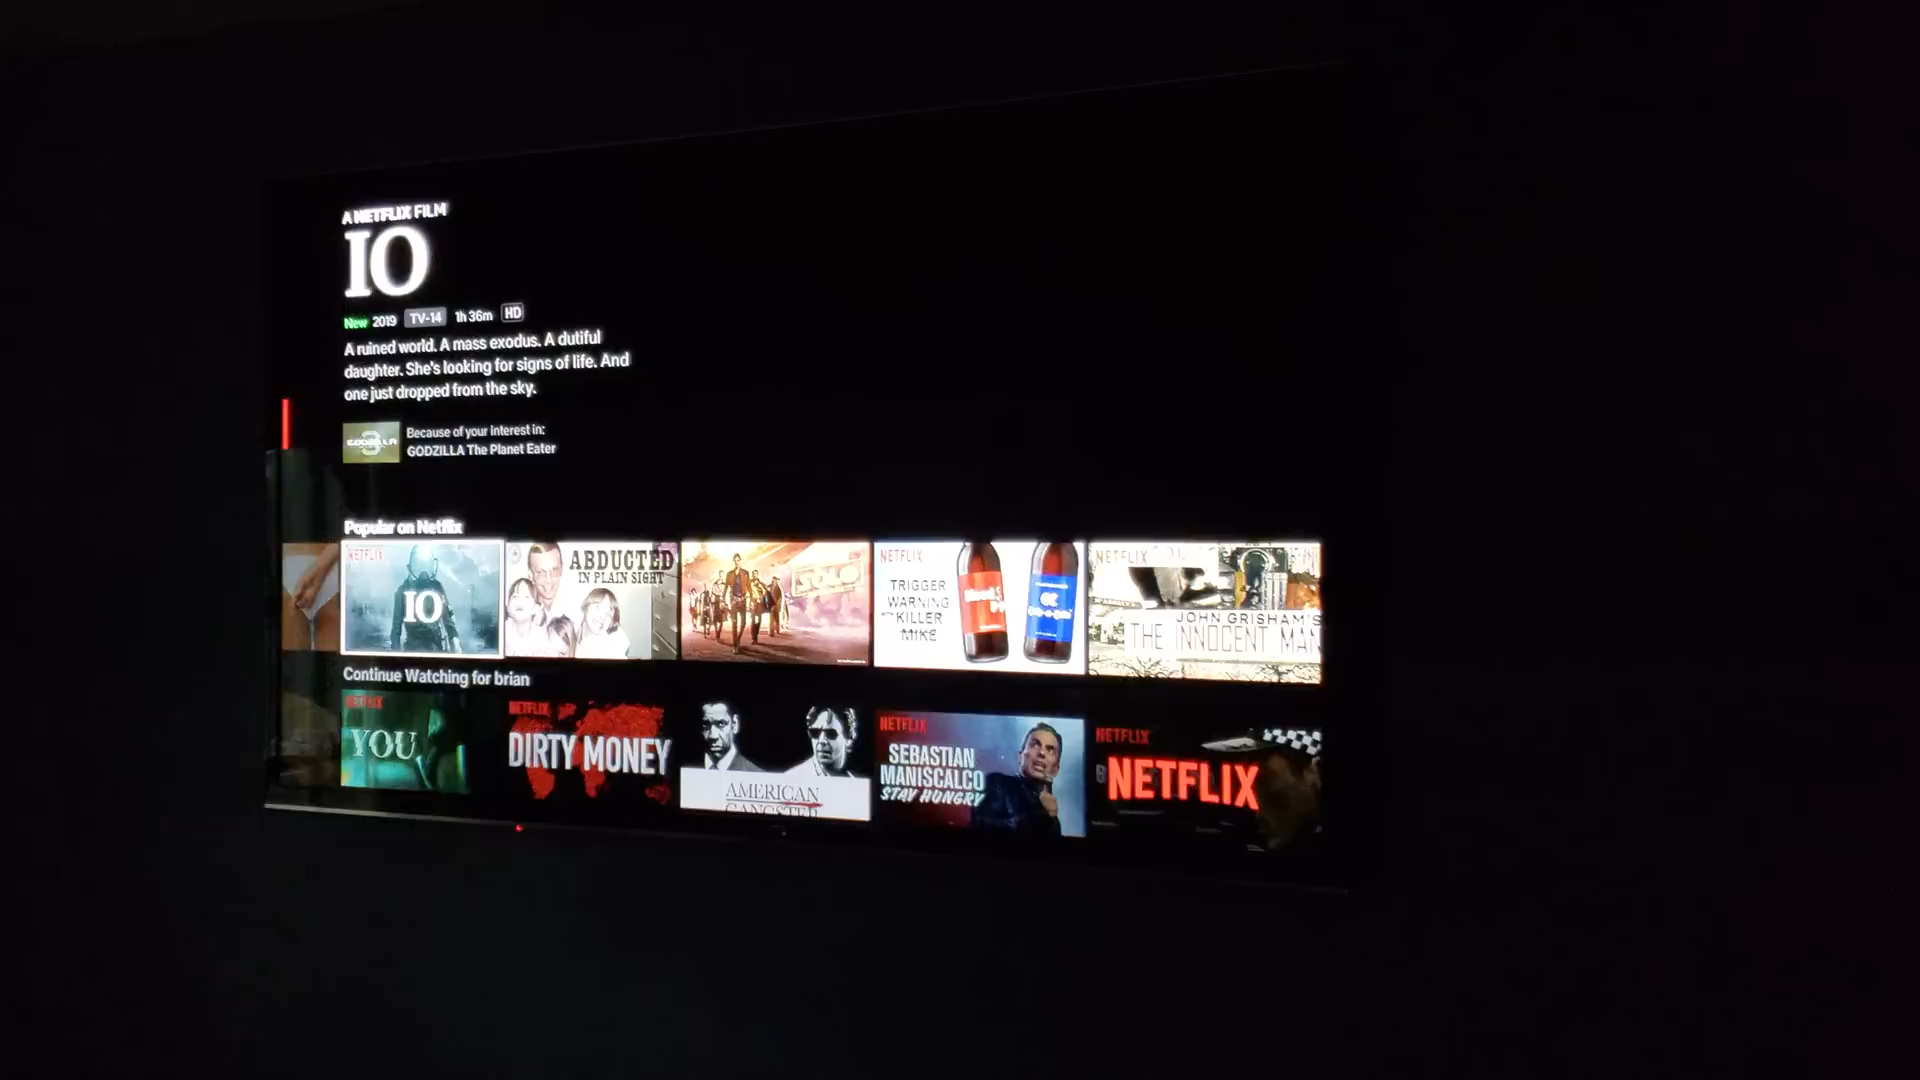 A NETFLIX FILM
IO
New 2019 TV-14 1h 36m HD
A ruined world. A mass exodus. A dutiful
daughter. She's looking for signs of life. And
one just dropped from the sky.
GODZILLA
Because of your interest in:
GODZILLA The Planet Eater
Popular on Netflix
NETFLIX
IO
ABDUCTED
IN PLAIN SIGHT
SOLO
NETFLIX
TRIGGER
WARNING
WITH KILLER
MIKE
NETFLIX
JOHN GRISHAM'S
THE INNOCENT MAN
Continue Watching for brian
NETFLIX
YOU
NETFLIX
DIRTY MONEY
AMERICAN
GANGSTER
NETFLIX
SEBASTIAN
MANISCALCO
STAY HUNGRY
NETFLIX
NETFLIX